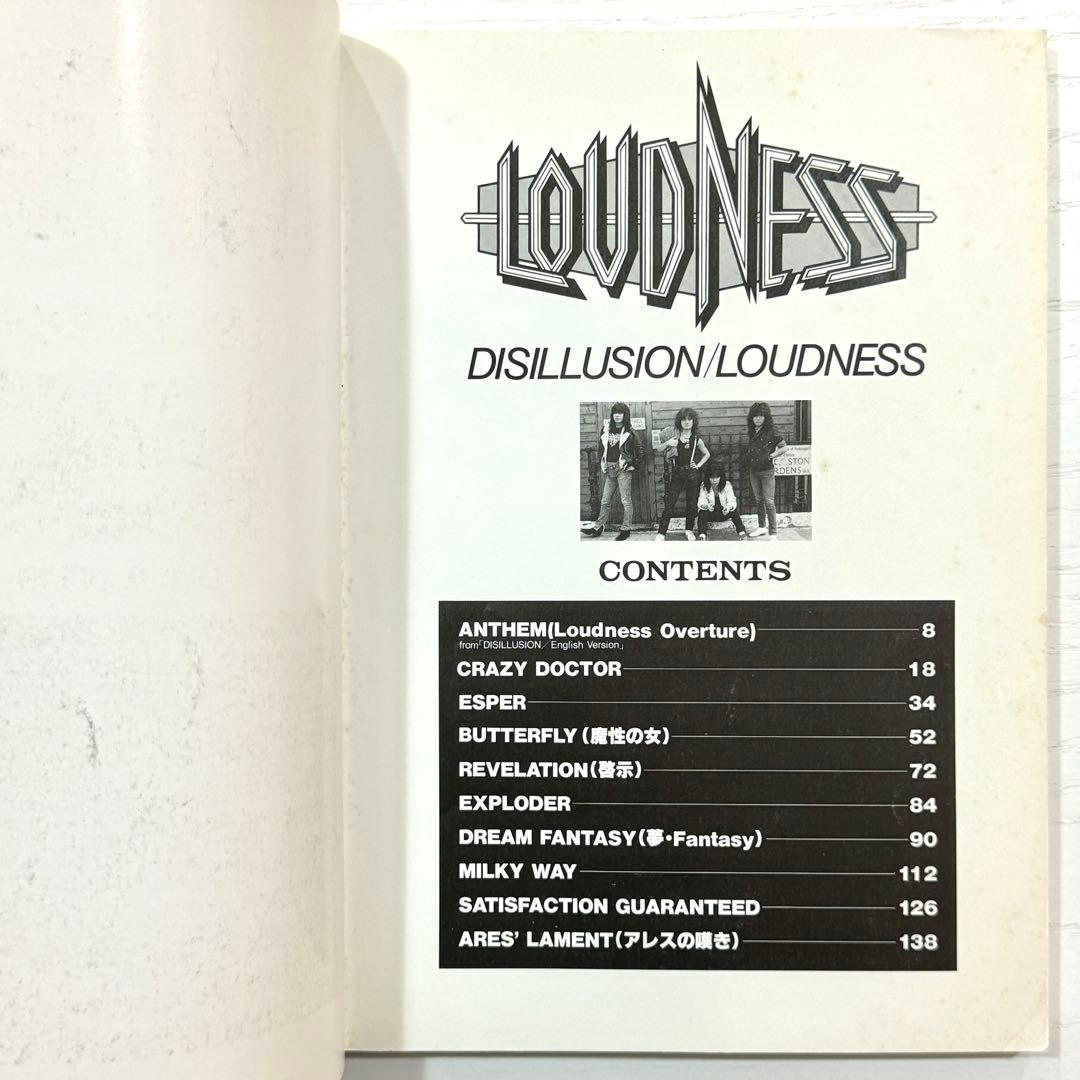 LOUDNESS
DISILLUSION/LOUDNESS
STON
RDENS
CONTENTS
ANTHEM(Loudness Overture) 8
from「DISILLUSION/English Version」
CRAZY DOCTOR 18
ESPER 34
BUTTERFLY(魔性の女) 52
REVELATION(啓示) 72
EXPLODER 84
DREAM FANTASY(夢・Fantasy) 90
MILKY WAY 112
SATISFACTION GUARANTEED 126
ARES' LAMENT(アレスの嘆き) 138